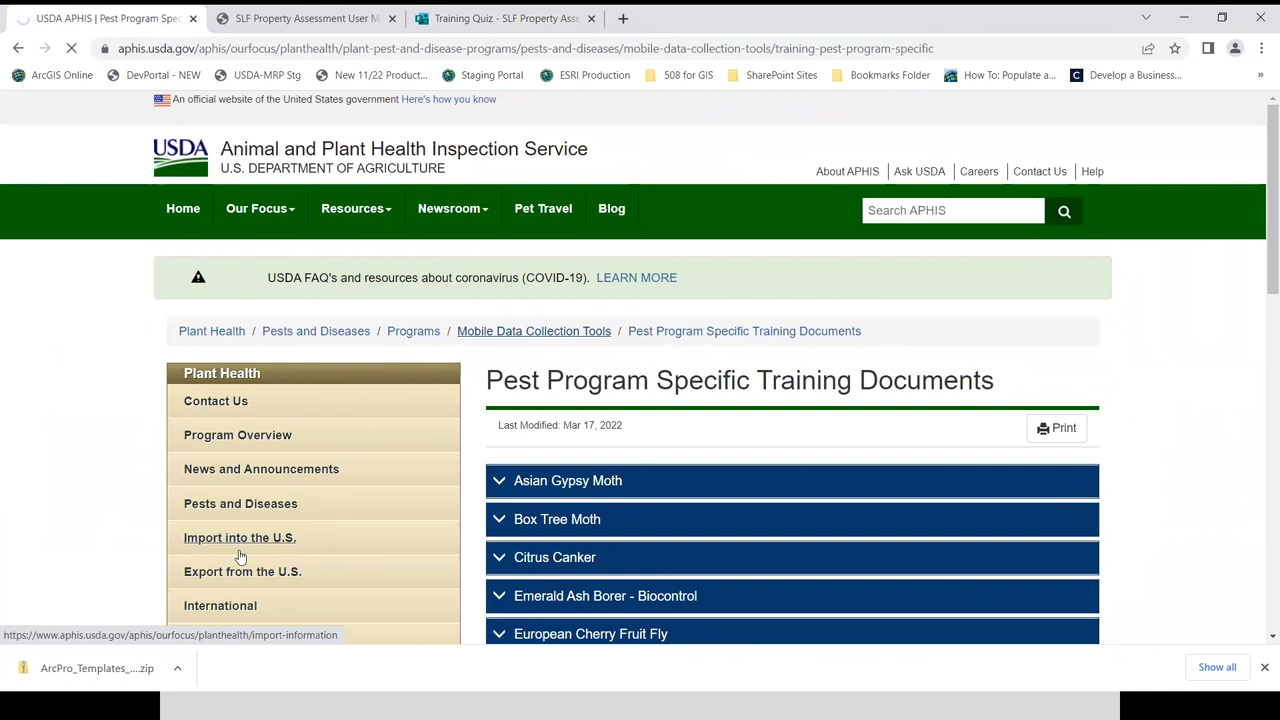 USDA APHIS | Pest Program Spec
SLF Property Assessment User M
Training Quiz - SLF Property Asse
aphis.usda.gov/aphis/ourfocus/planthealth/plant-pest-and-disease-programs/pests-and-diseases/mobile-data-collection-tools/training-pest-program-specific
ArcGIS Online
DevPortal - NEW
USDA-MRP Stg
New 11/22 Product...
Staging Portal
ESRI Production
508 for GIS
SharePoint Sites
Bookmarks Folder
How To: Populate a...
Develop a Business...
An official website of the United States government Here's how you know
USDA
Animal and Plant Health Inspection Service
U.S. DEPARTMENT OF AGRICULTURE
About APHIS | Ask USDA | Careers | Contact Us | Help
Home
Our Focus
Resources
Newsroom
Pet Travel
Blog
Search APHIS
USDA FAQ's and resources about coronavirus (COVID-19). LEARN MORE
Plant Health / Pests and Diseases / Programs / Mobile Data Collection Tools / Pest Program Specific Training Documents
Plant Health
Contact Us
Program Overview
News and Announcements
Pests and Diseases
Import into the U.S.
Export from the U.S.
International
Pest Program Specific Training Documents
Last Modified: Mar 17, 2022
Print
Asian Gypsy Moth
Box Tree Moth
Citrus Canker
Emerald Ash Borer - Biocontrol
European Cherry Fruit Fly
https://www.aphis.usda.gov/aphis/ourfocus/planthealth/import-information
ArcPro_Templates_....zip
Show all